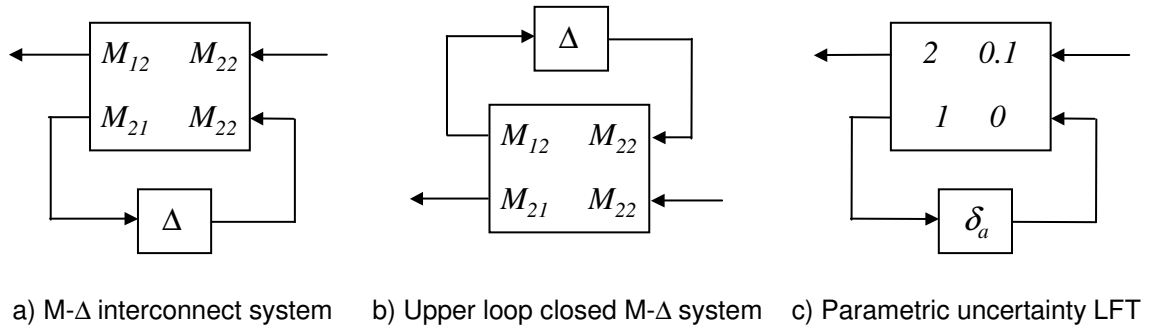 M12 M22
M21 M22
Δ
a) M-Δ interconnect system
Δ
M12 M22
M21 M22
b) Upper loop closed M-Δ system
2 0.1
1 0
δa
c) Parametric uncertainty LFT